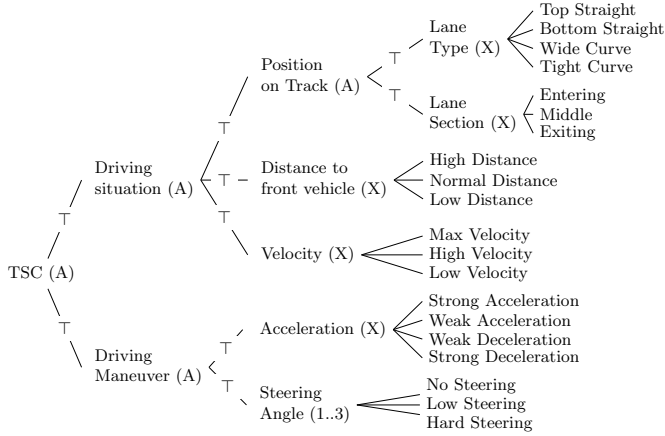 Top Straight
Lane
Type (X)
Bottom Straight
Wide Curve
Tight Curve
⊤
Position
on Track (A)
⊤
Lane
Section (X)
Entering
Middle
Exiting
⊤
Driving
situation (A)
⊤
Distance to
front vehicle (X)
High Distance
Normal Distance
Low Distance
⊤
⊤
Velocity (X)
Max Velocity
High Velocity
Low Velocity
TSC (A)
⊤
Driving
Maneuver (A)
⊤
Acceleration (X)
Strong Acceleration
Weak Acceleration
Weak Deceleration
Strong Deceleration
⊤
Steering
Angle (1..3)
No Steering
Low Steering
Hard Steering